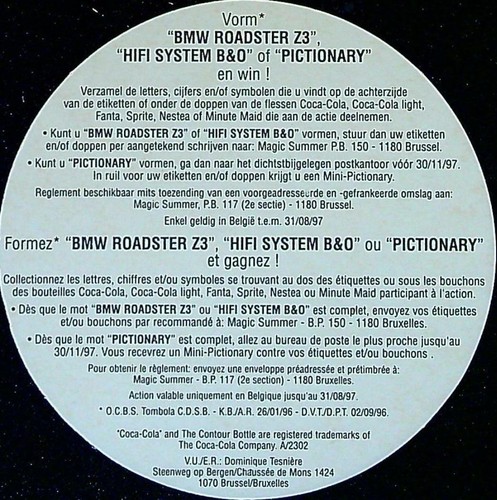 Vorm*
"BMW ROADSTER Z3",
"HIFI SYSTEM B&O" of "PICTIONARY"
en win !
Verzamel de letters, cijfers en/of symbolen die u vindt op de achterzijde
van de etiketten of onder de doppen van de flessen Coca-Cola, Coca-Cola light,
Fanta, Sprite, Nestea of Minute Maid die aan de actie deelnemen.
• Kunt u "BMW ROADSTER Z3" of "HIFI SYSTEM B&O" vormen, stuur dan uw etiketten
en/of doppen per aangetekend schrijven naar: Magic Summer P.B. 150 - 1180 Brussel.
• Kunt u "PICTIONARY" vormen, ga dan naar het dichtstbijgelegen postkantoor vóór 30/11/97.
In ruil voor uw etiketten en/of doppen krijgt u een Mini-Pictionary.
Reglement beschikbaar mits toezending van een voorgeadresseurde en -gefrankeerde omslag aan:
Magic Summer, P.B. 117 (2e sectie) - 1180 Brussel.
Enkel geldig in België t.e.m. 31/08/97
Formez* "BMW ROADSTER Z3", "HIFI SYSTEM B&O" ou "PICTIONARY"
et gagnez !
Collectionnez les lettres, chiffres et/ou symboles se trouvant au dos des étiquettes ou sous les bouchons
des bouteilles Coca-Cola, Coca-Cola light, Fanta, Sprite, Nestea ou Minute Maid participant à l'action.
• Dès que le mot "BMW ROADSTER Z3" ou "HIFI SYSTEM B&O" est complet, envoyez vos étiquettes
et/ou bouchons par recommandé à: Magic Summer - B.P. 150 - 1180 Bruxelles.
• Dès que le mot "PICTIONARY" est complet, allez au bureau de poste le plus proche jusqu'au
30/11/97. Vous recevrez un Mini-Pictionary contre vos étiquettes et/ou bouchons .
Pour obtenir le règlement: envoyez une enveloppe préadressée et prétimbrée à:
Magic Summer - B.P. 117 (2e section) - 1180 Bruxelles.
Action valable uniquement en Belgique jusqu'au 31/08/97.
* O.C.B.S. Tombola C.D.S.B. - K.B./A.R. 26/01/96 - D.V.T./D.P.T. 02/09/96.
"Coca-Cola" and The Contour Bottle are registered trademarks of
The Coca-Cola Company. A/2302
V.U./E.R.: Dominique Tesnière
Steenweg op Bergen/Chaussée de Mons 1424
1070 Brussel/Bruxelles